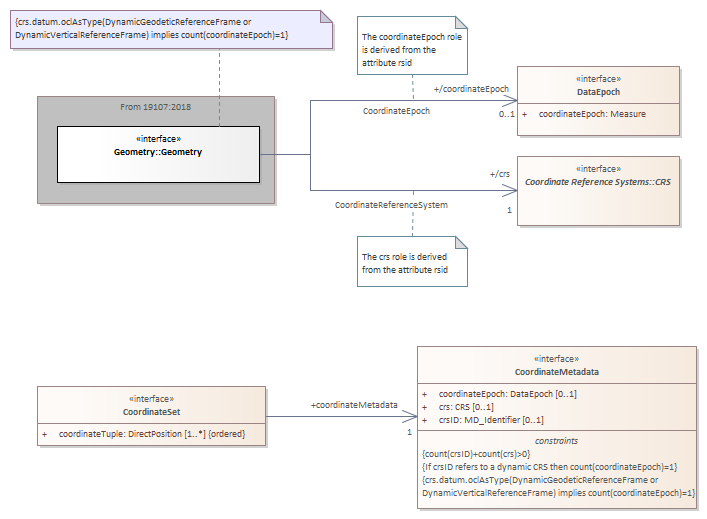 {crs.datum.oclAsType(DynamicGeodeticReferenceFrame or
DynamicVerticalReferenceFrame) implies count(coordinateEpoch)=1}
The coordinateEpoch role
is derived from the
attribute rsid
From 19107:2018
«interface»
Geometry::Geometry
+/coordinateEpoch
0..1
CoordinateEpoch
«interface»
DataEpoch
+ coordinateEpoch: Measure
+/crs
1
CoordinateReferenceSystem
«interface»
Coordinate Reference Systems::CRS
The crs role is derived
from the attribute rsid
«interface»
CoordinateSet
+ coordinateTuple: DirectPosition [1..*] {ordered}
+coordinateMetadata
1
«interface»
CoordinateMetadata
+ coordinateEpoch: DataEpoch [0..1]
+ crs: CRS [0..1]
+ crsID: MD_Identifier [0..1]
constraints
{count(crsID)+count(crs)>0}
{If crsID refers to a dynamic CRS then count(coordinateEpoch)=1}
{crs.datum.oclAsType(DynamicGeodeticReferenceFrame or
DynamicVerticalReferenceFrame) implies count(coordinateEpoch)=1}